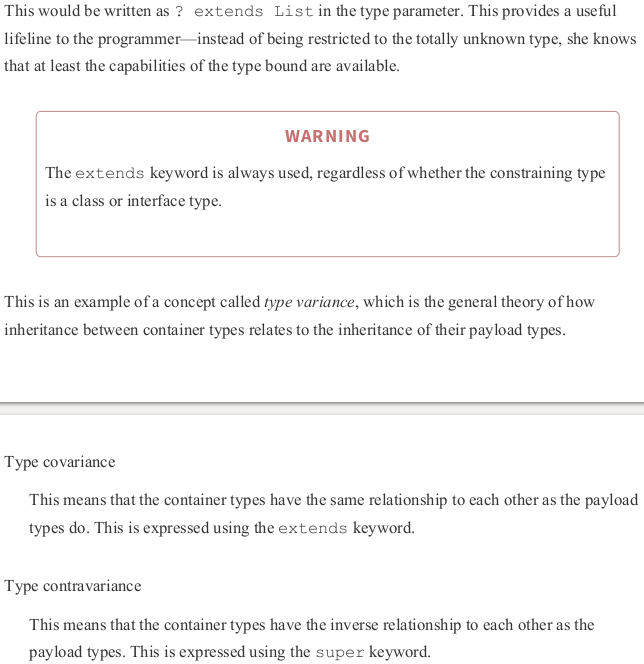 This would be written as ? extends List in the type parameter. This provides a useful
lifeline to the programmer—instead of being restricted to the totally unknown type, she knows
that at least the capabilities of the type bound are available.
WARNING
The extends keyword is always used, regardless of whether the constraining type
is a class or interface type.
This is an example of a concept called type variance, which is the general theory of how
inheritance between container types relates to the inheritance of their payload types.
Type covariance
This means that the container types have the same relationship to each other as the payload
types do. This is expressed using the extends keyword.
Type contravariance
This means that the container types have the inverse relationship to each other as the
payload types. This is expressed using the super keyword.